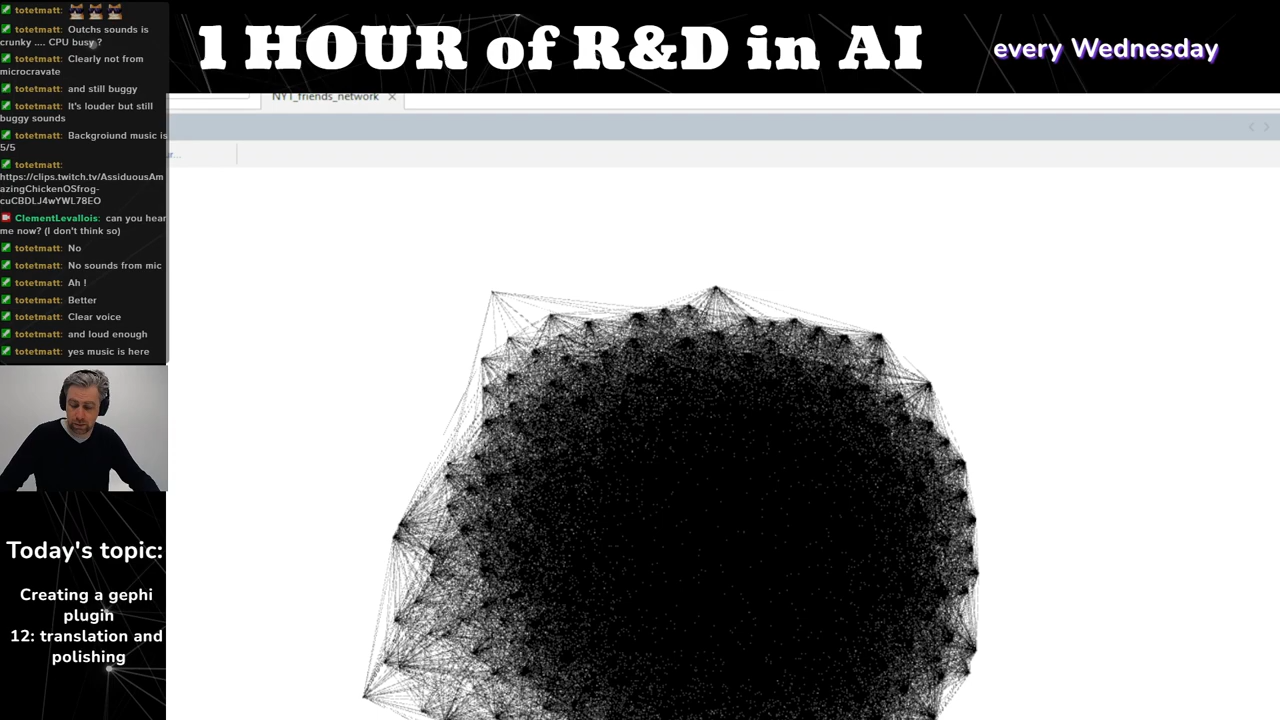 totetmatt:
totetmatt: Outchs sounds is
crunky .... CPU busy ?
totetmatt: Clearly not from
microcravate
totetmatt: and still buggy
totetmatt: It's louder but still
buggy sounds
totetmatt: Backgroiund music is
5/5
totetmatt:
https://clips.twitch.tv/AssiduousAm
azingChickenOSfrog-
cuCBDLJ4wYWL78EO
ClementLevallois: can you hear
me now? (I don't think so)
totetmatt: No
totetmatt: No sounds from mic
totetmatt: Ah !
totetmatt: Better
totetmatt: Clear voice
totetmatt: and loud enough
totetmatt: yes music is here
1 HOUR of R&D in AI
every Wednesday
NYT_friends_network
Today's topic:
Creating a gephi
plugin
12: translation and
polishing